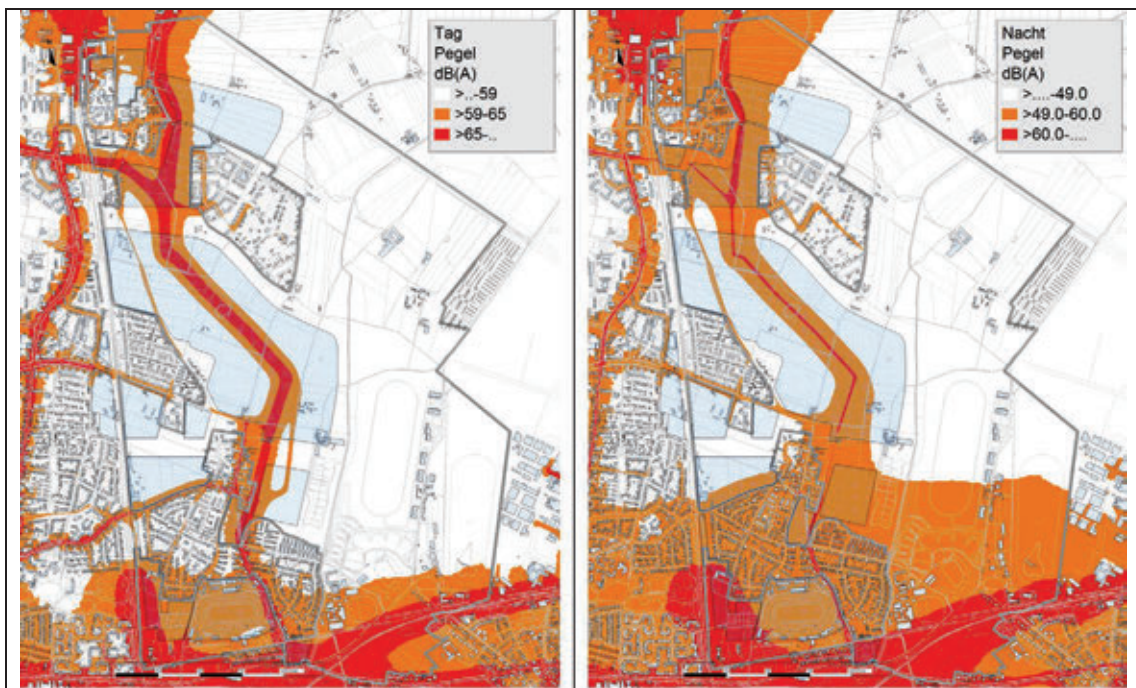 Tag
Pegel
dB(A)
>..-59
>59-65
>65-..
Nacht
Pegel
dB(A)
>....-49.0
>49.0-60.0
>60.0-....